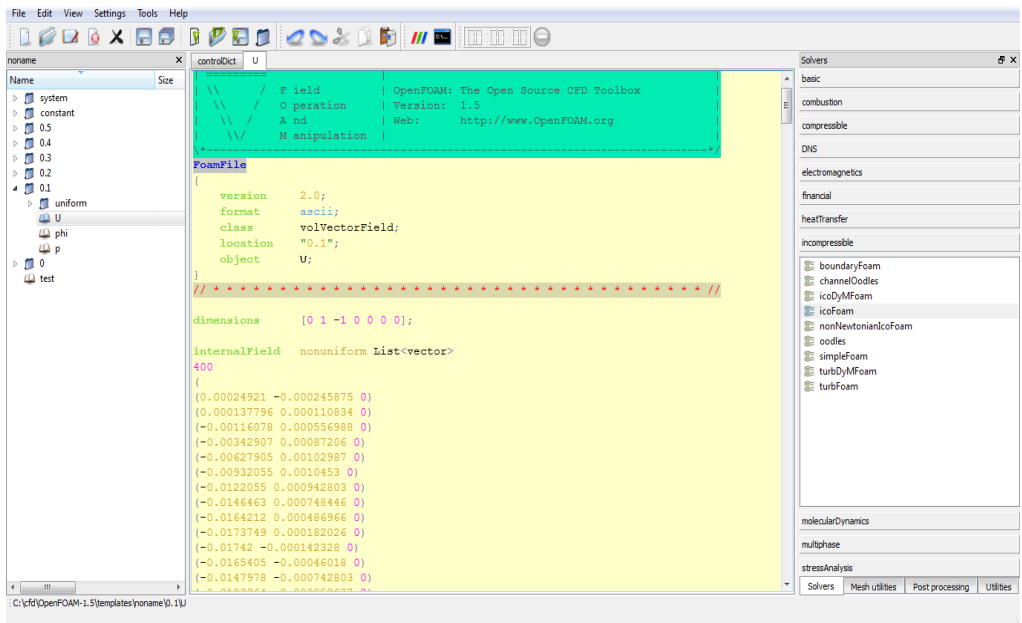 File Edit View Settings Tools Help
noname
Name Size
system
constant
0.5
0.4
0.3
0.2
0.1
uniform
U
phi
p
0
test
controlDict U
| ========= | |
| \\ / F ield | OpenFOAM: The Open Source CFD Toolbox |
| \\ / O peration | Version: 1.5 |
| \\ / A nd | Web: http://www.OpenFOAM.org |
| \\/ M anipulation | |
\*---------------------------------------------------------------------------*/
FoamFile
{
version 2.0;
format ascii;
class volVectorField;
location "0.1";
object U;
}
// * * * * * * * * * * * * * * * * * * * * * * * * * * * * * * * * * * * * * //
dimensions [0 1 -1 0 0 0 0];
internalField nonuniform List<vector>
400
(
(0.00024921 -0.000245875 0)
(0.000137796 0.000110834 0)
(-0.00116078 0.000556988 0)
(-0.00342907 0.00087206 0)
(-0.00627905 0.00102987 0)
(-0.00932055 0.0010453 0)
(-0.0122055 0.000942803 0)
(-0.0146463 0.000748446 0)
(-0.0164212 0.000486966 0)
(-0.0173749 0.000182026 0)
(-0.01742 -0.000142328 0)
(-0.0165405 -0.00046018 0)
(-0.0147978 -0.000742803 0)
Solvers
basic
combustion
compressible
DNS
electromagnetics
financial
heatTransfer
incompressible
boundaryFoam
channelOodles
icoDyMFoam
icoFoam
nonNewtonianIcoFoam
oodles
simpleFoam
turbDyMFoam
turbFoam
molecularDynamics
multiphase
stressAnalysis
Solvers Mesh utilities Post processing Utilities
C:\cfd\OpenFOAM-1.5\templates\noname\0.1\U